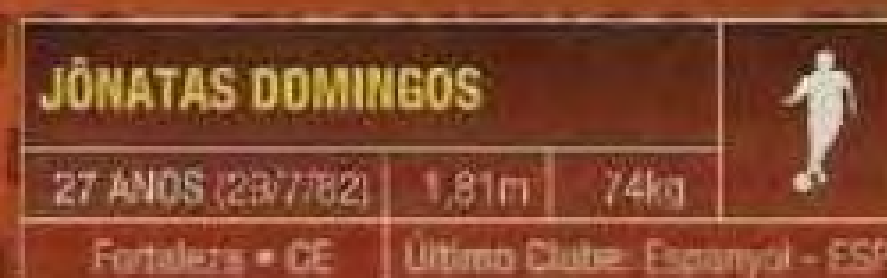 JÔNATAS DOMINGOS
27 ANOS (29/7/82) 1,81m 74kg
Fortaleza • CE Último Clube: Espanyol - ESP